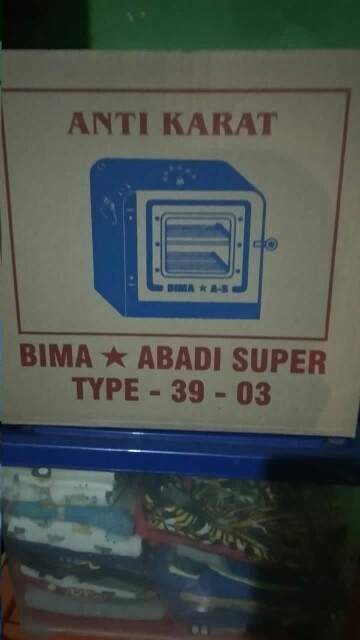 ANTI KARAT
BIMA ★ A-S
BIMA ★ ABADI SUPER
TYPE - 39 - 03